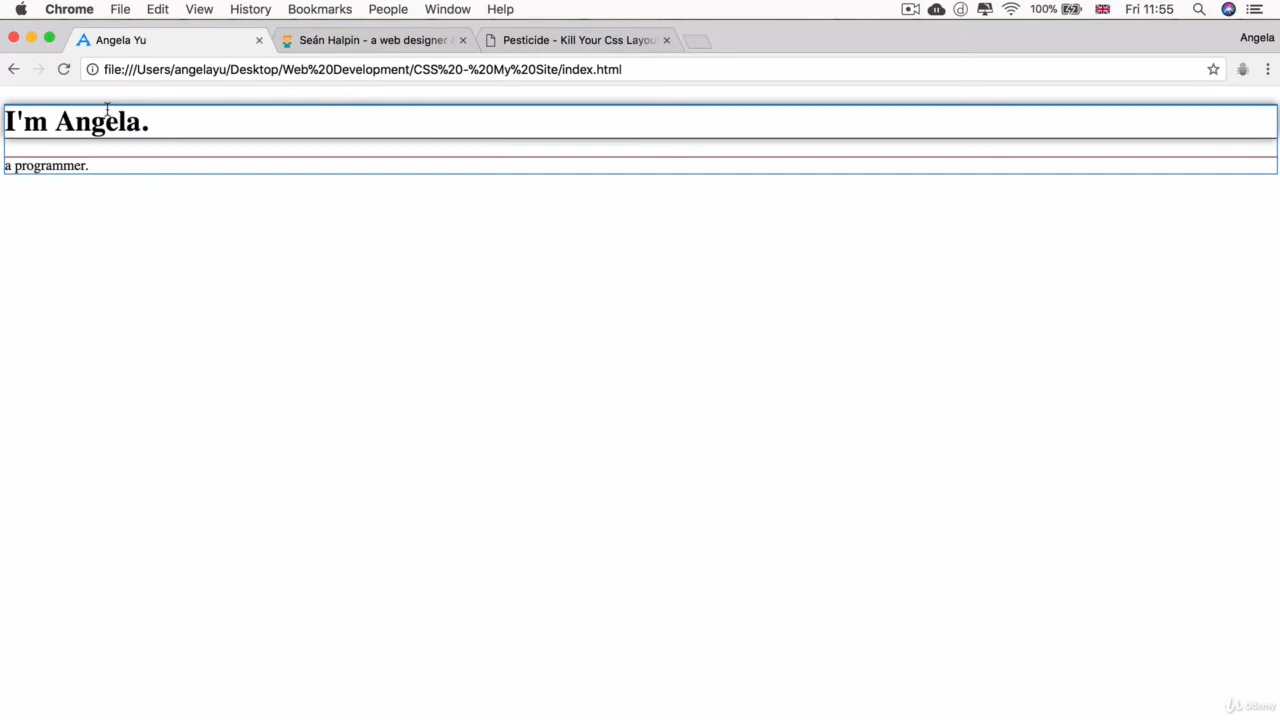 Chrome File Edit View History Bookmarks People Window Help 100% Fri 11:55
Angela Yu Seán Halpin - a web designer Pesticide - Kill Your Css Layou Angela
file:///Users/angelayu/Desktop/Web%20Development/CSS%20-%20My%20Site/index.html
I'm Angela.
a programmer.
Udemy